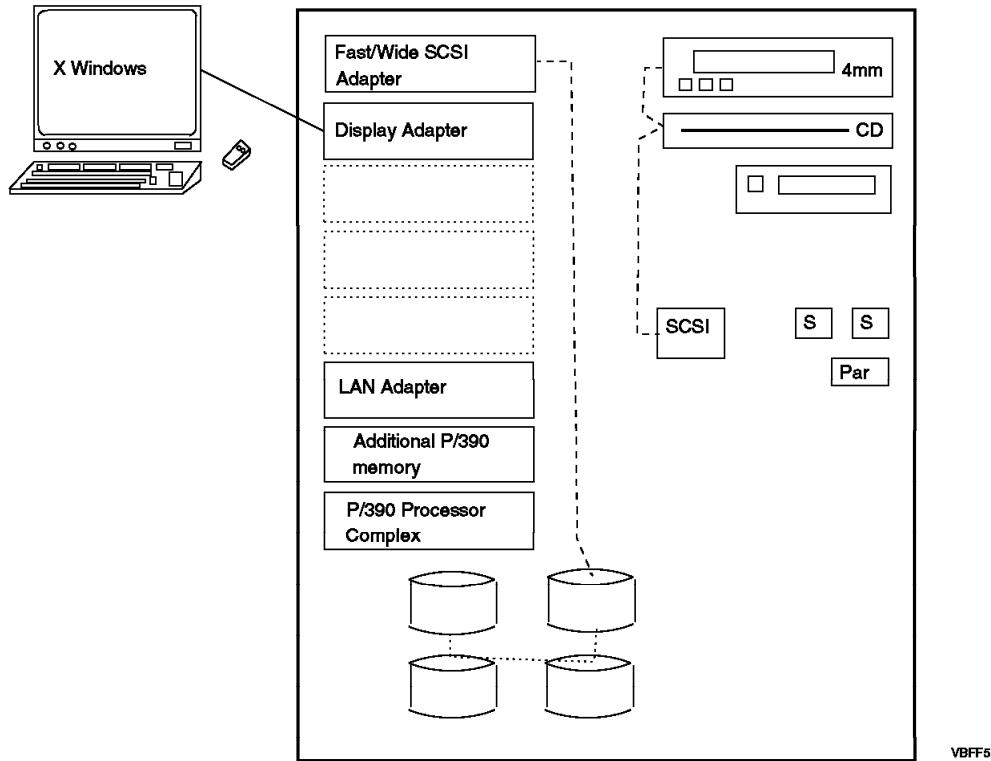 X Windows
Fast/Wide SCSI
Adapter
Display Adapter
LAN Adapter
Additional P/390
memory
P/390 Processor
Complex
4mm
CD
SCSI
S S
Par
VBFF5